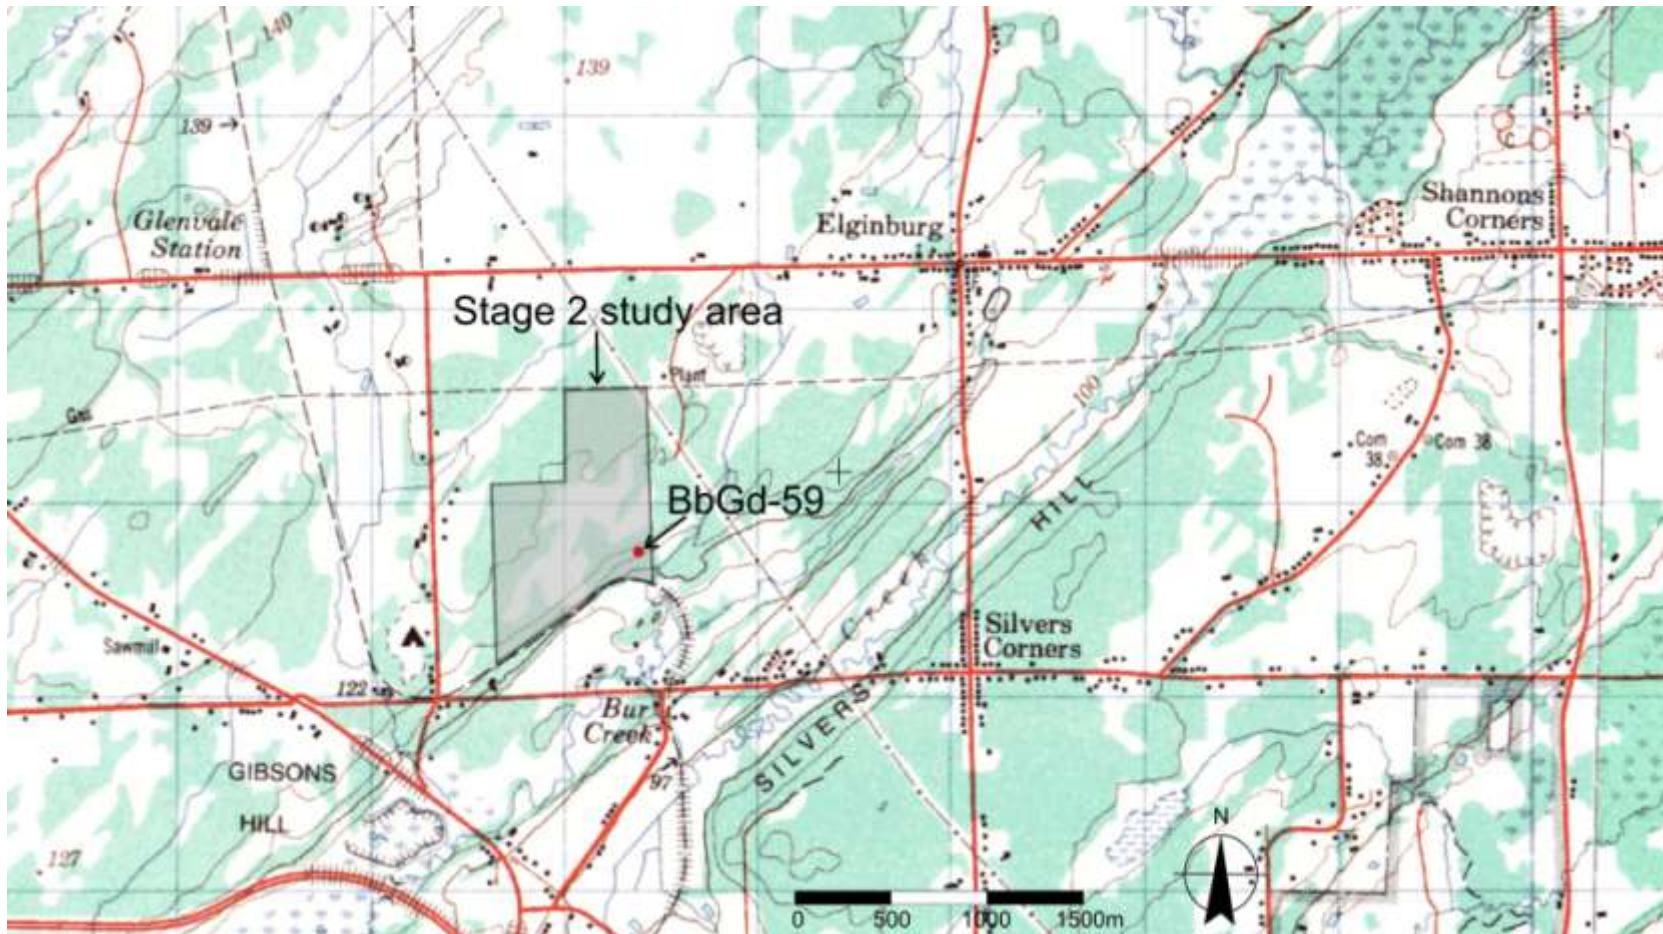 140
139
139
Glenvale
Station
Elginburg
Shannons
Corners
C
Stage 2 study area
Plant
100
Gas
Com
38
Com 38
BbGd-59
HILL
Creek
Silvers
Corners
Sawmill
122
Bur
Creek
SILVERS
97
GIBSONS
HILL
127
N
0 500 1000 1500m